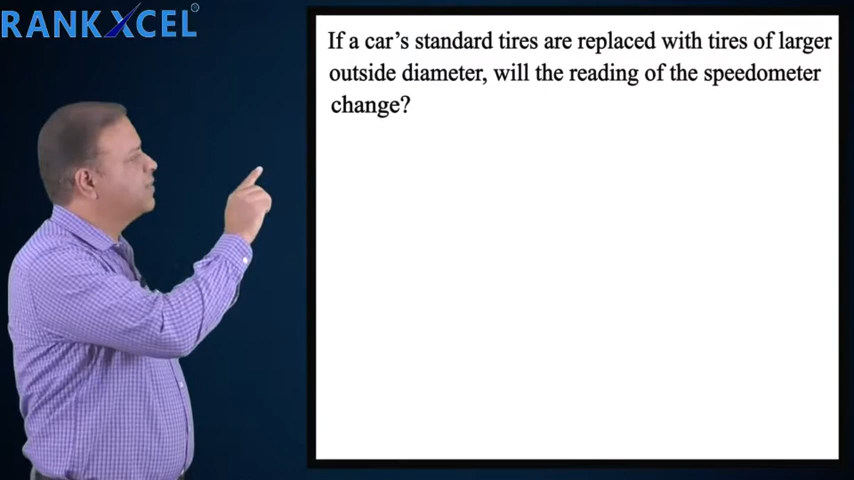 RANKXCEL
If a car's standard tires are replaced with tires of larger
outside diameter, will the reading of the speedometer
change?